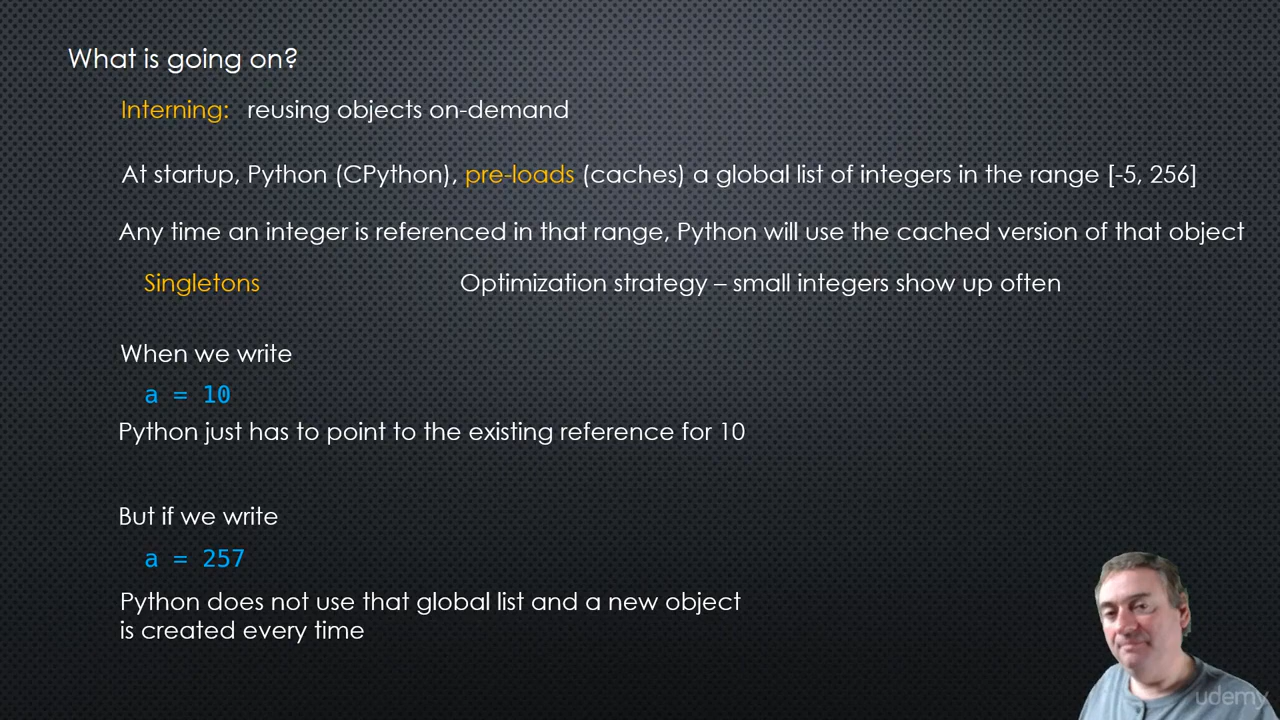 What is going on?
Interning: reusing objects on-demand
At startup, Python (CPython), pre-loads (caches) a global list of integers in the range [-5, 256]
Any time an integer is referenced in that range, Python will use the cached version of that object
Singletons Optimization strategy – small integers show up often
When we write
a = 10
Python just has to point to the existing reference for 10
But if we write
a = 257
Python does not use that global list and a new object
is created every time
udemy